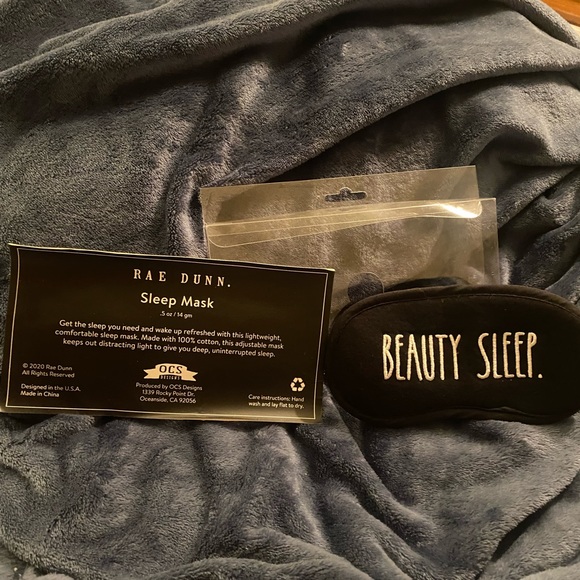 RAE DUNN.
Sleep Mask
.5 oz / 14 gm
Get the sleep you need and wake up refreshed with this lightweight,
comfortable sleep mask. Made with 100% cotton, this adjustable mask
keeps out distracting light to give you deep, uninterrupted sleep.
© 2020 Rae Dunn
All Rights Reserved
Designed in the U.S.A.
Made in China
OCS
DESIGNS
Produced by OCS Designs
1339 Rocky Point Dr.
Oceanside, CA 92056
Care instructions: Hand
wash and lay flat to dry.
BEAUTY SLEEP.